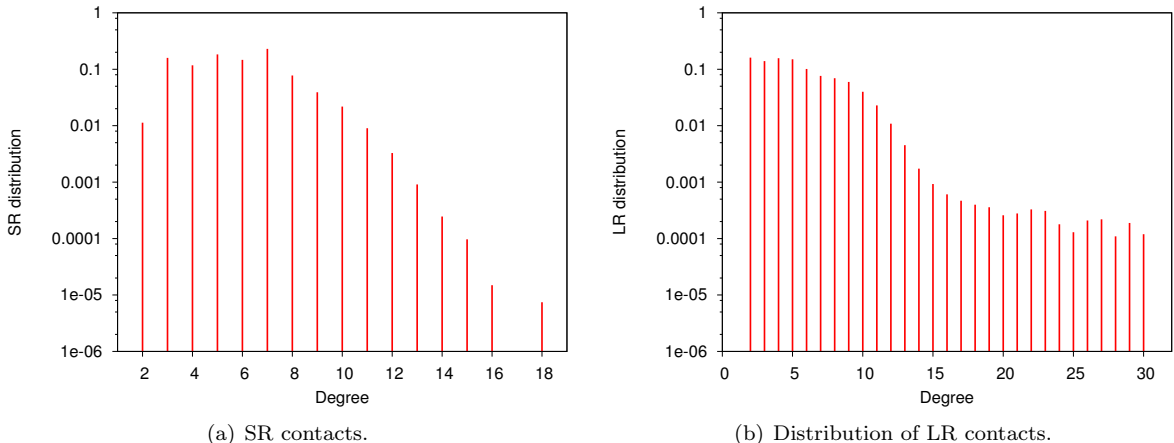 1
0.1
0.01
0.001
0.0001
1e-05
1e-06
SR distribution
2 4 6 8 10 12 14 16 18
Degree
(a) SR contacts.
1
0.1
0.01
0.001
0.0001
1e-05
1e-06
LR distribution
0 5 10 15 20 25 30
Degree
(b) Distribution of LR contacts.